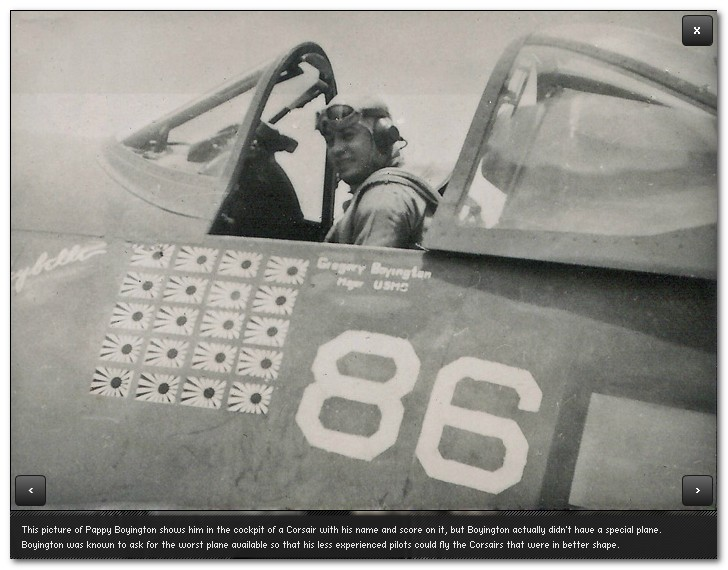 x
Gregory Boyington
Major USMC
86
‹
›
This picture of Pappy Boyington shows him in the cockpit of a Corsair with his name and score on it, but Boyington actually didn't have a special plane.
Boyington was known to ask for the worst plane available so that his less experienced pilots could fly the Corsairs that were in better shape.